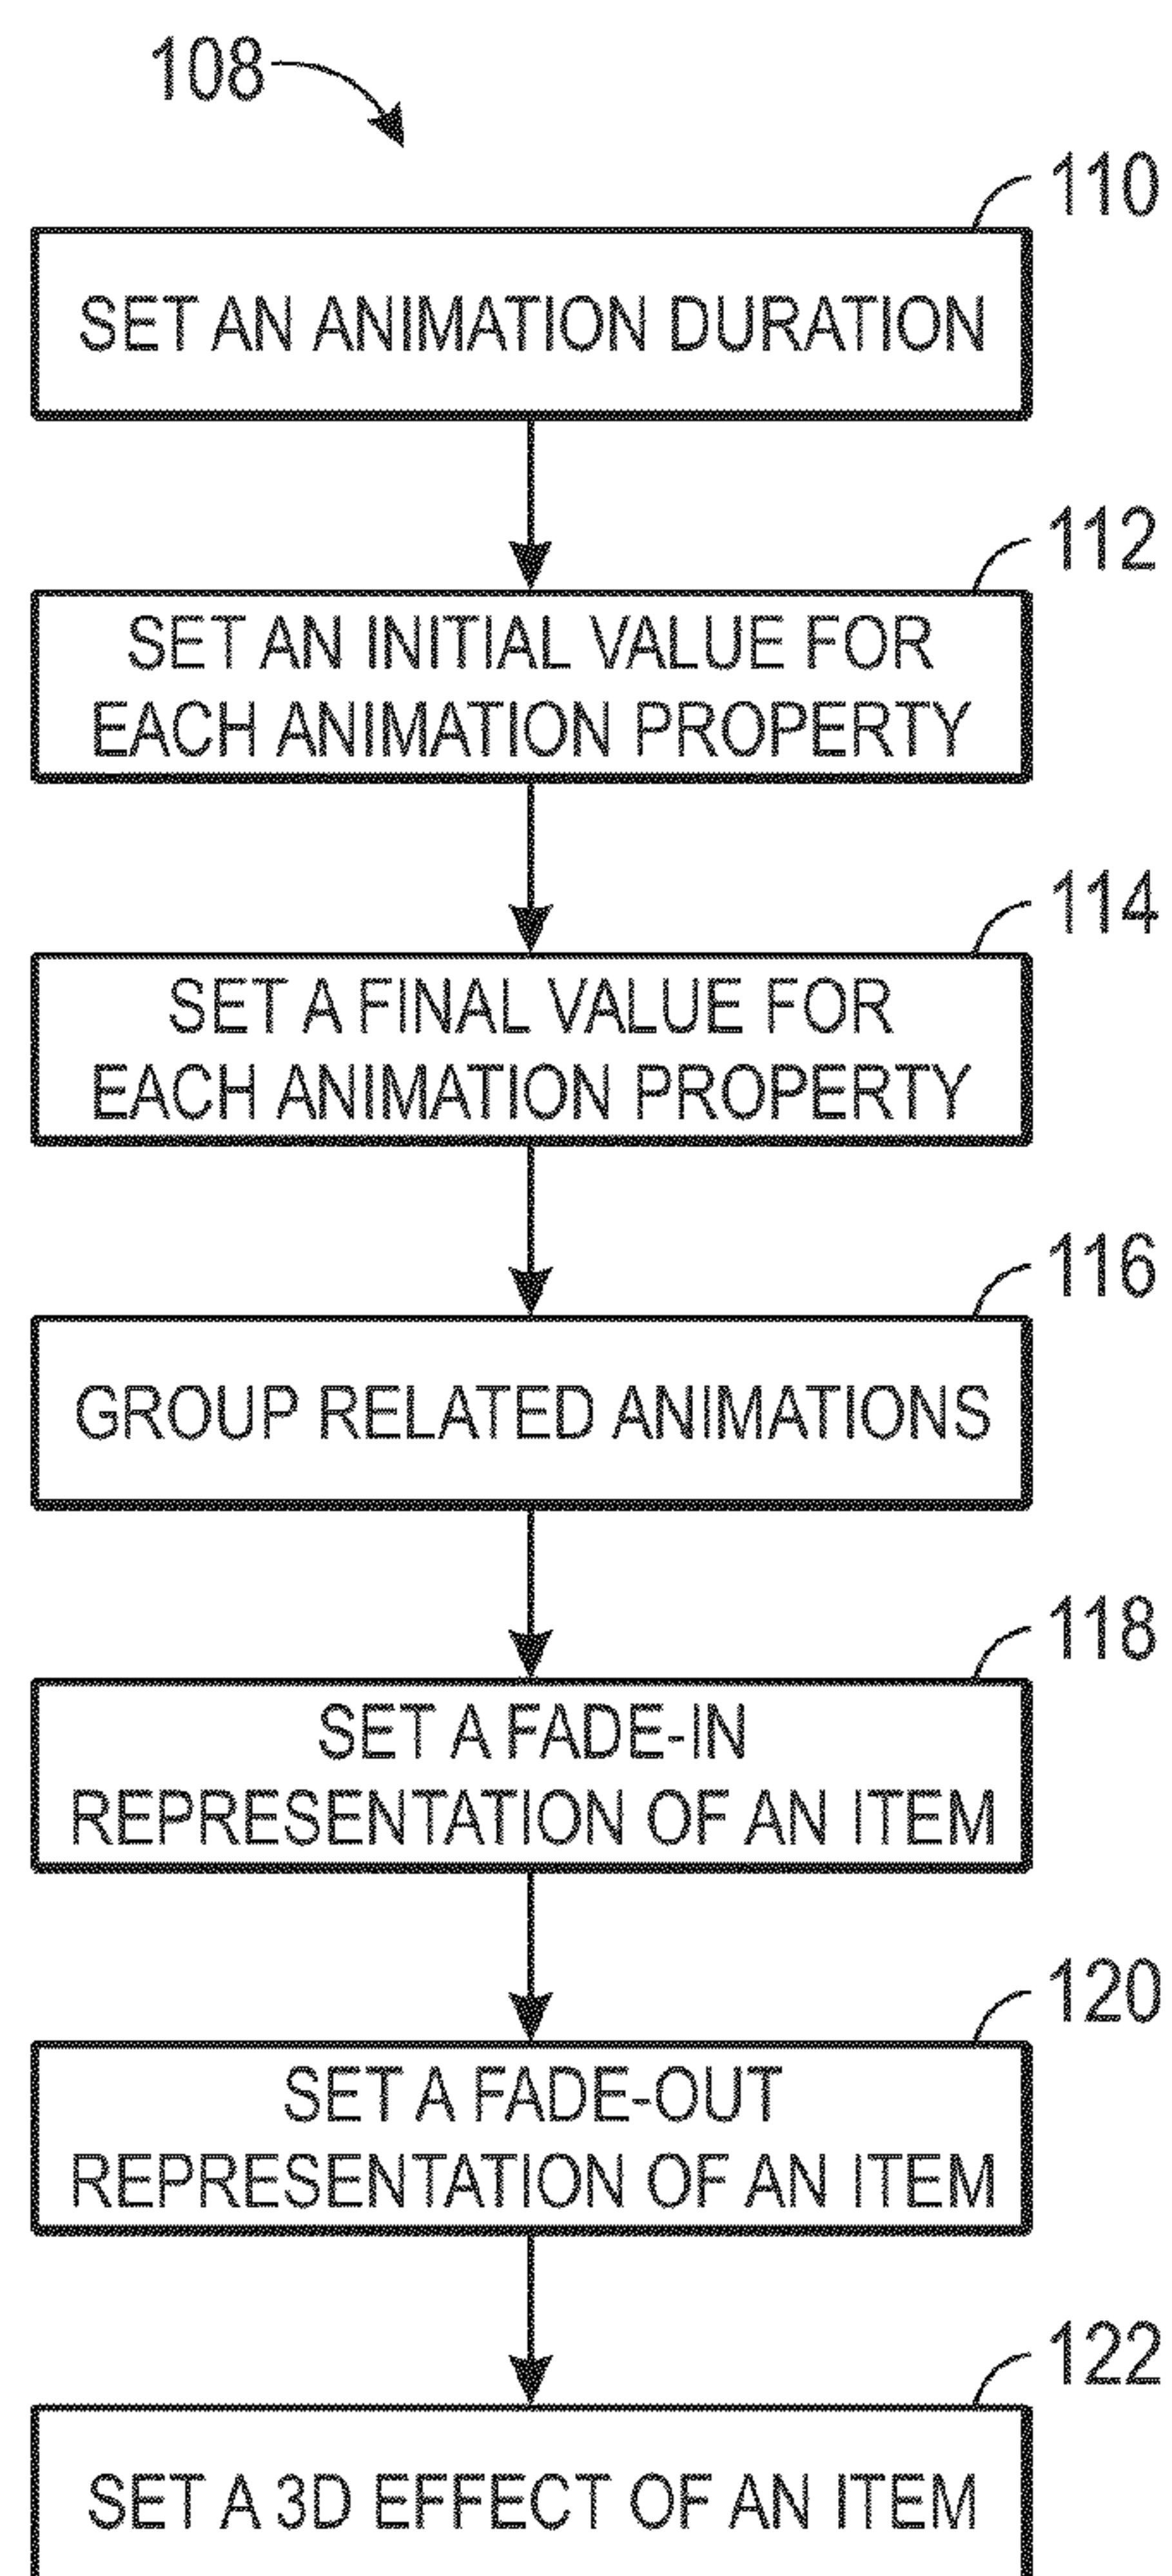 108
110
SET AN ANIMATION DURATION
112
SET AN INITIAL VALUE FOR
EACH ANIMATION PROPERTY
114
SET A FINAL VALUE FOR
EACH ANIMATION PROPERTY
116
GROUP RELATED ANIMATIONS
118
SET A FADE-IN
REPRESENTATION OF AN ITEM
120
SET A FADE-OUT
REPRESENTATION OF AN ITEM
122
SET A 3D EFFECT OF AN ITEM